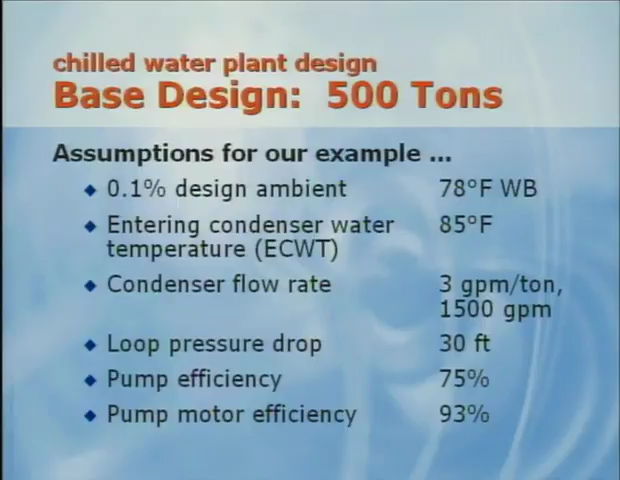 chilled water plant design
Base Design: 500 Tons
Assumptions for our example ...
◆ 0.1% design ambient 78°F WB
◆ Entering condenser water 85°F
temperature (ECWT)
◆ Condenser flow rate 3 gpm/ton,
1500 gpm
◆ Loop pressure drop 30 ft
◆ Pump efficiency 75%
◆ Pump motor efficiency 93%